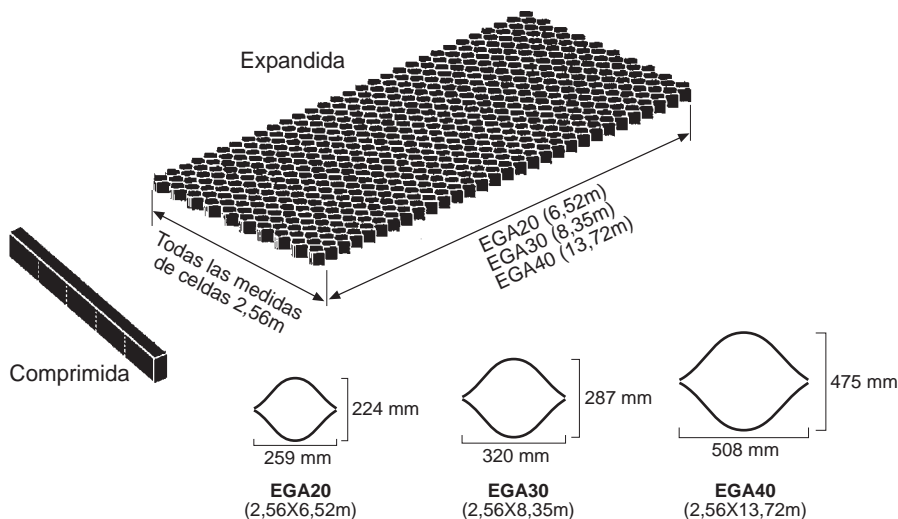 Expandida
EGA20 (6,52m)
EGA30 (8,35m)
EGA40 (13,72m)
Todas las medidas
de celdas 2,56m
Comprimida
224 mm
259 mm
287 mm
320 mm
475 mm
508 mm
EGA20
(2,56X6,52m)
EGA30
(2,56X8,35m)
EGA40
(2,56X13,72m)